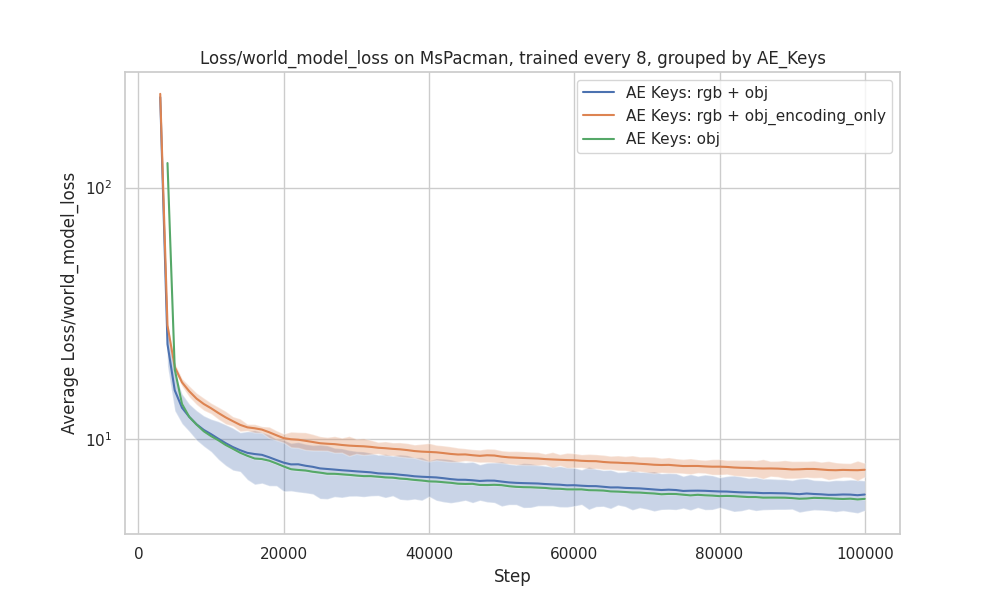 Loss/world_model_loss on MsPacman, trained every 8, grouped by AE_Keys
AE Keys: rgb + obj
AE Keys: rgb + obj_encoding_only
AE Keys: obj
Average Loss/world_model_loss
10²
10¹
0 20000 40000 60000 80000 100000
Step